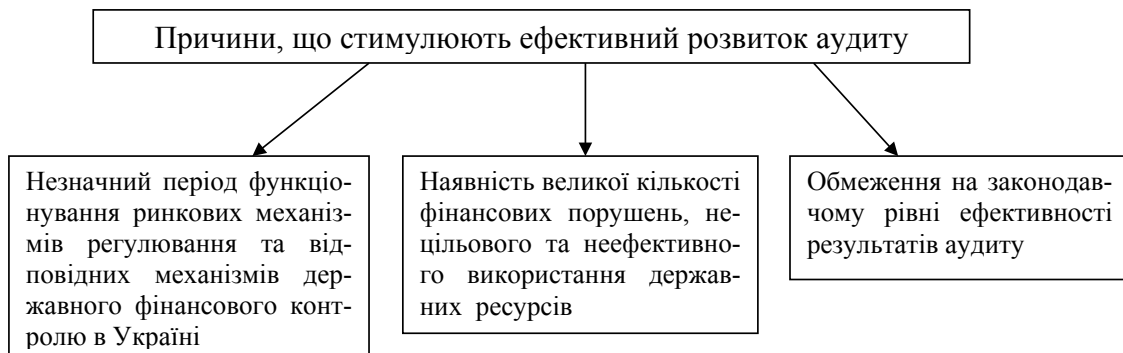 Причини, що стимулюють ефективний розвиток аудиту
Незначний період функціо-
нування ринкових механіз-
мів регулювання та від-
повідних механізмів дер-
жавного фінансового конт-
ролю в Україні
Наявність великої кількості
фінансових порушень, не-
цільового та неефективно-
го використання держав-
них ресурсів
Обмеження на законодав-
чому рівні ефективності
результатів аудиту